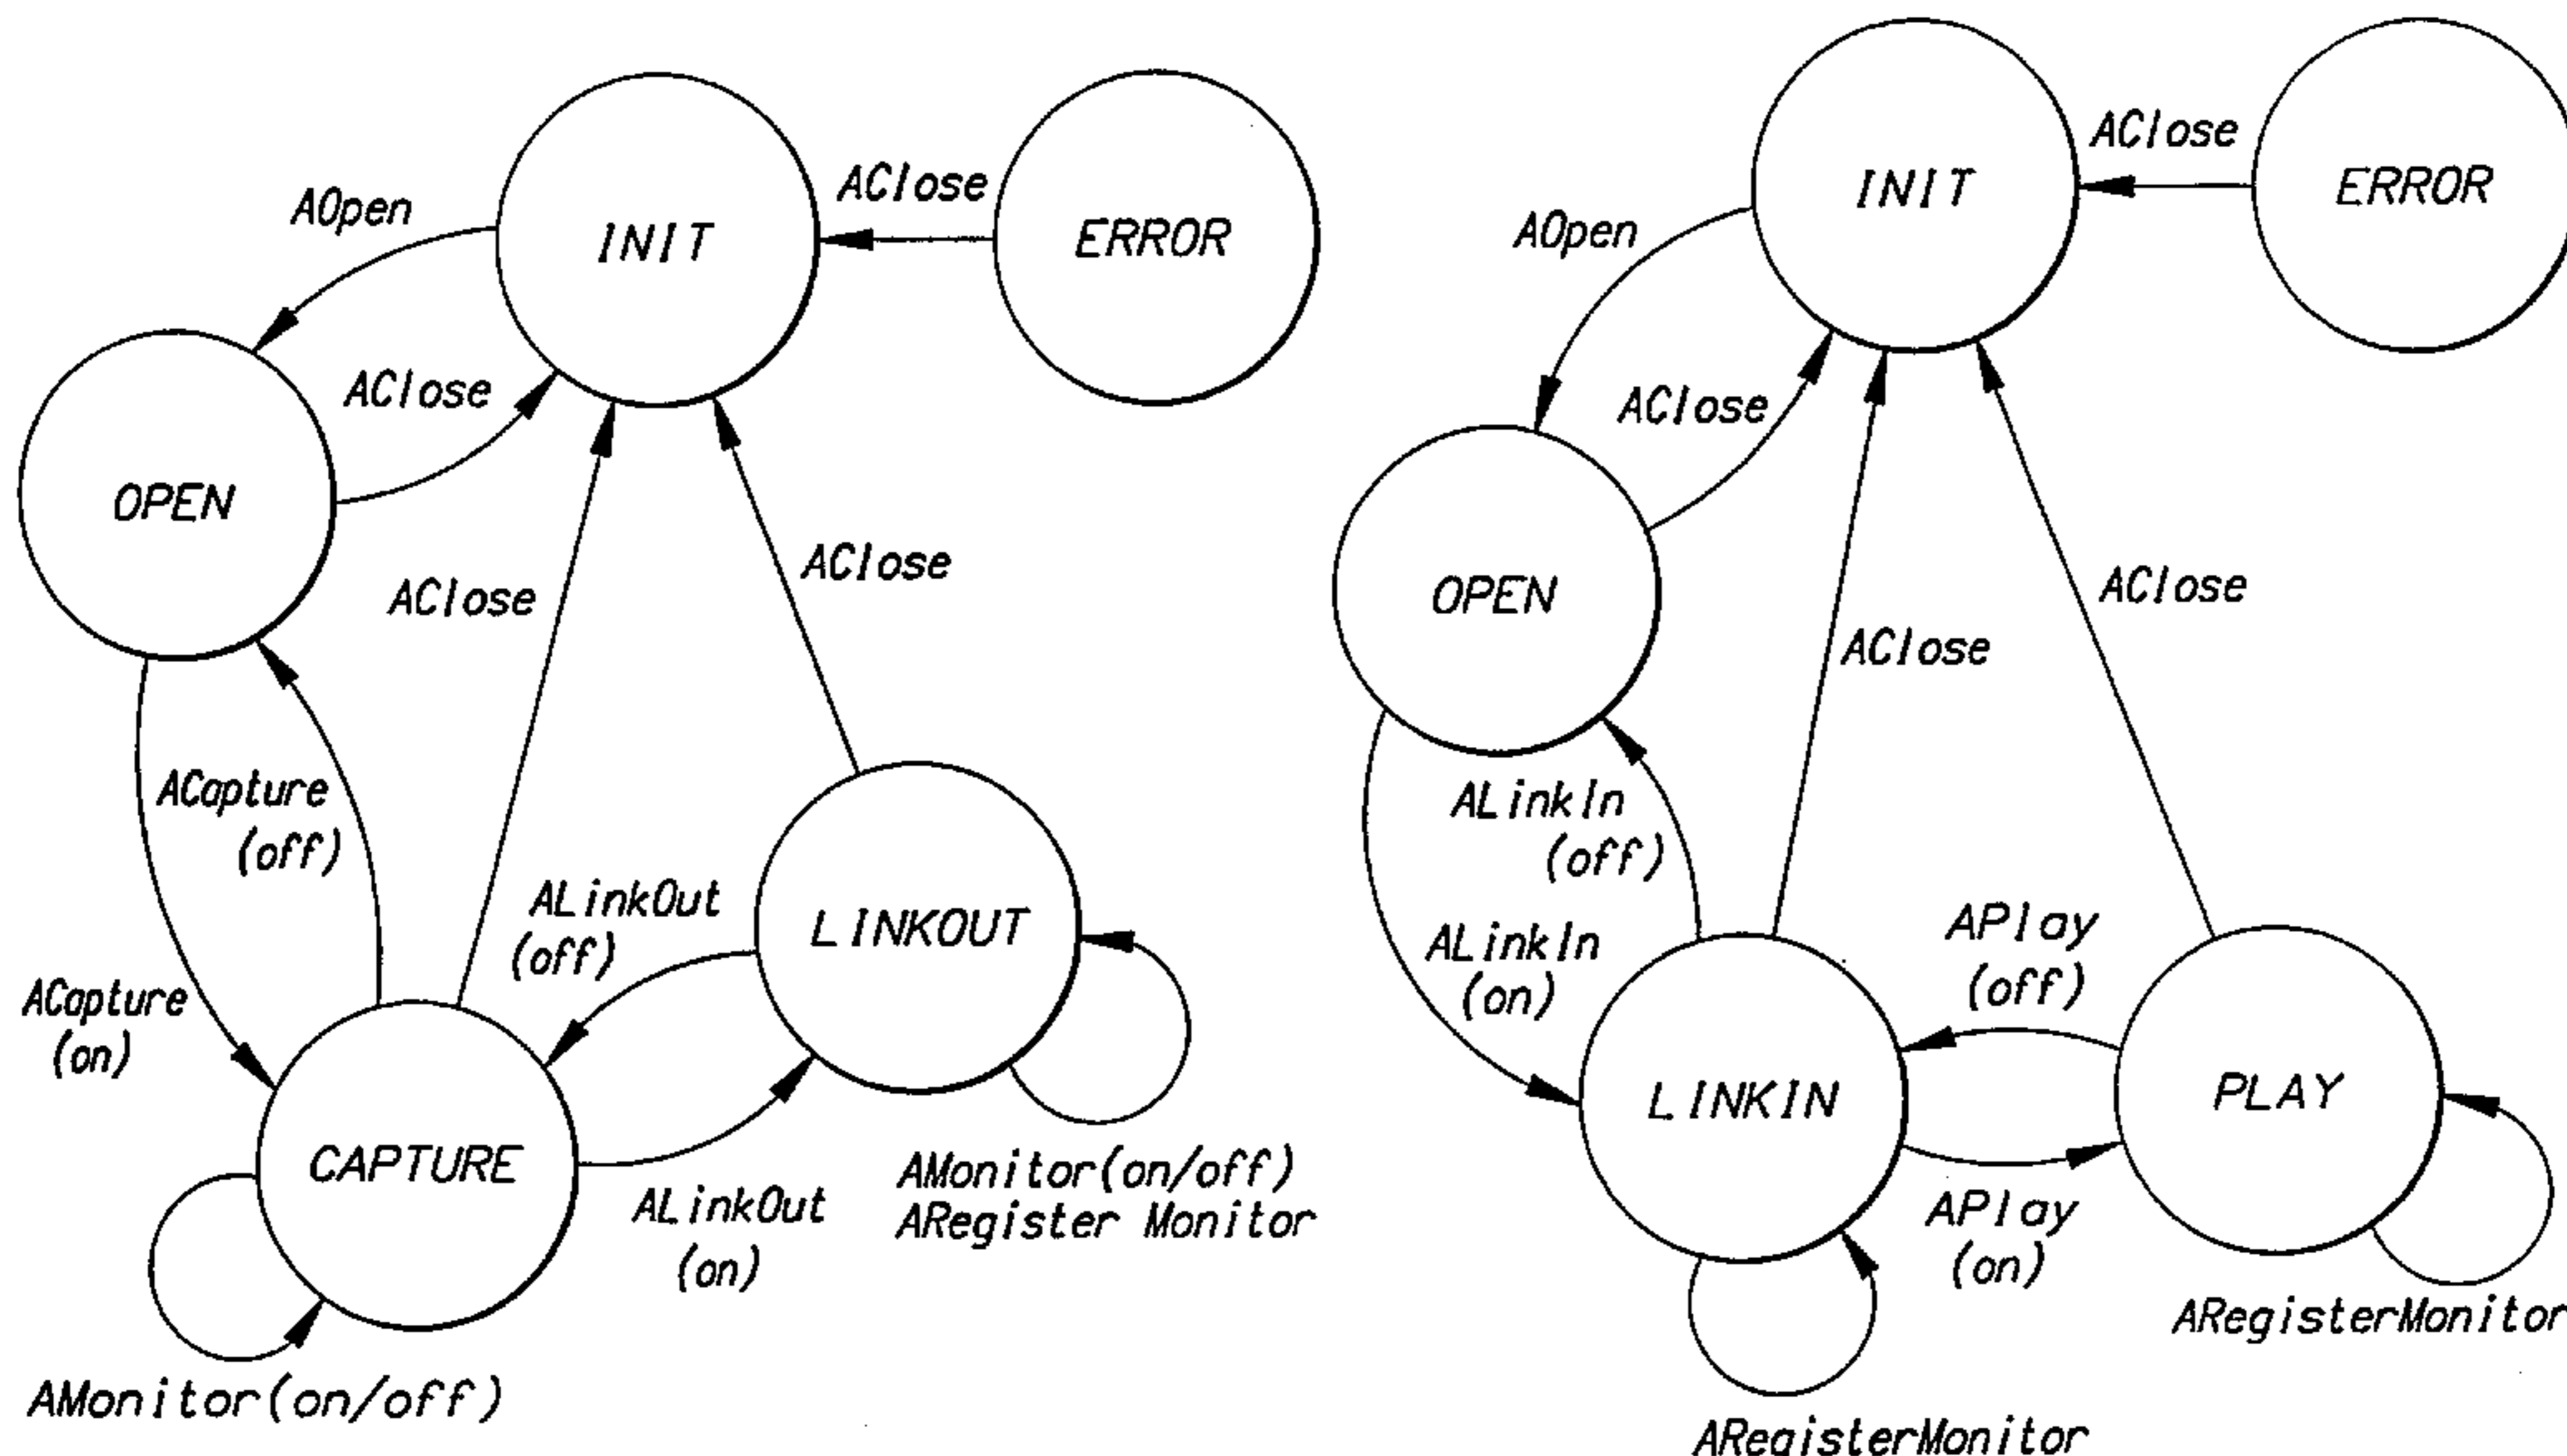 INIT
ERROR
AClose
AOpen
AClose
OPEN
AClose
AClose
ACapture
(off)
ACapture
(on)
ALinkOut
(off)
LINKOUT
CAPTURE
ALinkOut
(on)
AMonitor(on/off)
ARegister Monitor
AMonitor(on/off)
INIT
AClose
ERROR
AOpen
AClose
OPEN
AClose
AClose
ALinkIn
(off)
ALinkIn
(on)
APlay
(off)
LINKIN
PLAY
APlay
(on)
ARegisterMonitor
ARegisterMonitor